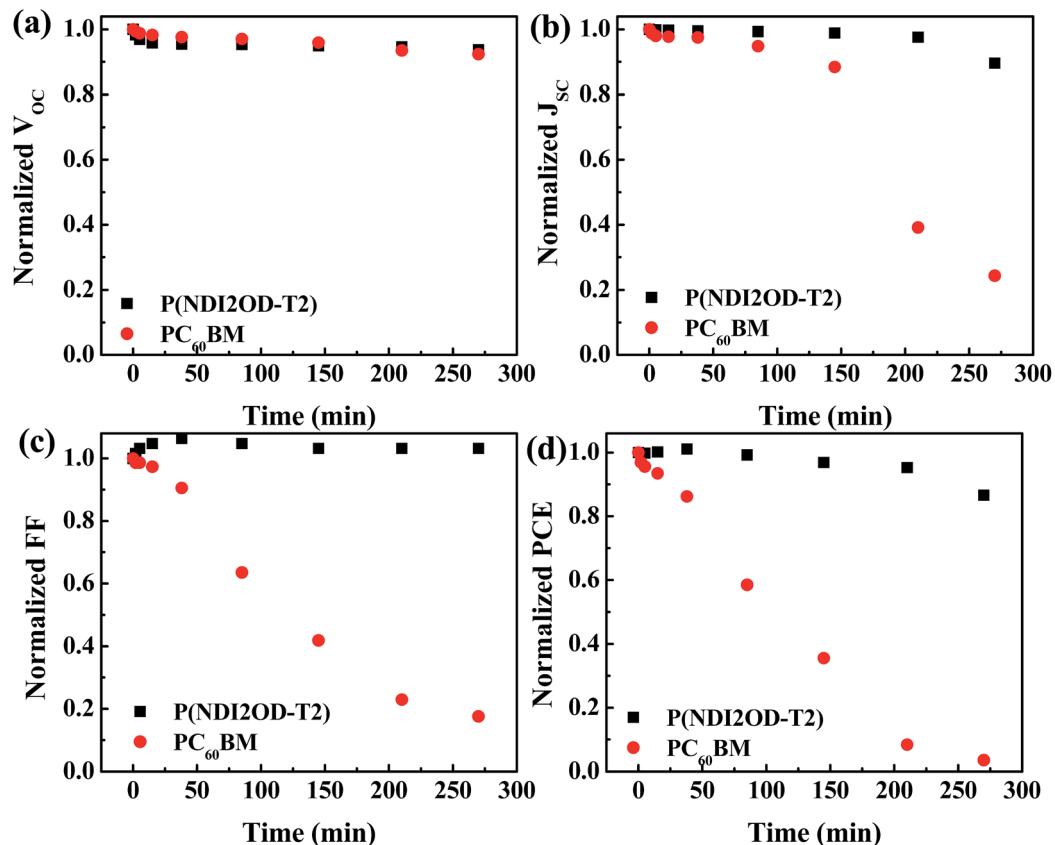 (a)
Normalized V_OC
1.0
0.8
0.6
0.4
0.2
0.0
P(NDI2OD-T2)
PC₆₀BM
0 50 100 150 200 250 300
Time (min)
(b)
Normalized J_SC
1.0
0.8
0.6
0.4
0.2
0.0
P(NDI2OD-T2)
PC₆₀BM
0 50 100 150 200 250 300
Time (min)
(c)
Normalized FF
1.0
0.8
0.6
0.4
0.2
0.0
P(NDI2OD-T2)
PC₆₀BM
0 50 100 150 200 250 300
Time (min)
(d)
Normalized PCE
1.0
0.8
0.6
0.4
0.2
0.0
P(NDI2OD-T2)
PC₆₀BM
0 50 100 150 200 250 300
Time (min)